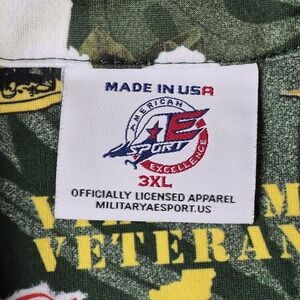 MADE IN USA
AMERICAN
AE
SPORT
EXCELLENCE
3XL
OFFICIALLY LICENSED APPAREL
MILITARYAESPORT.US
VETERAN